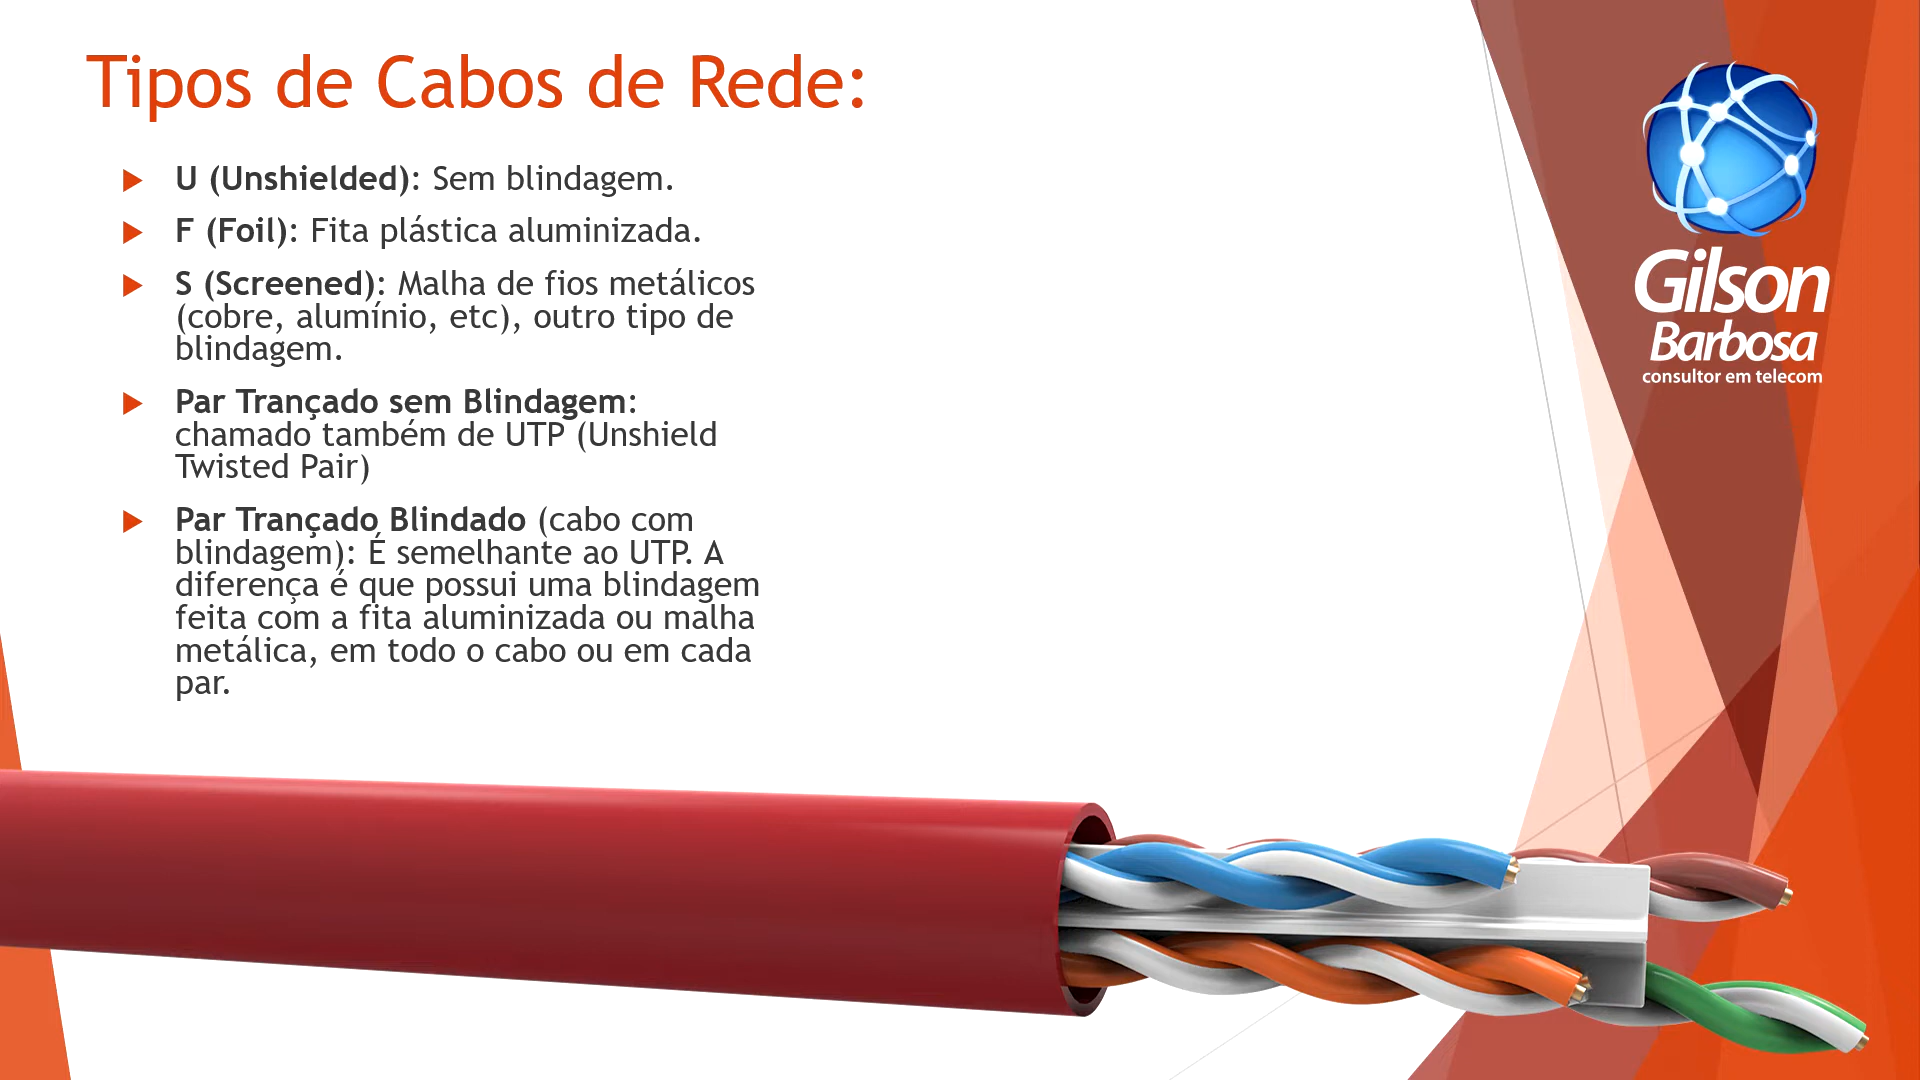 Tipos de Cabos de Rede:
U (Unshielded): Sem blindagem.
F (Foil): Fita plástica aluminizada.
S (Screened): Malha de fios metálicos
(cobre, alumínio, etc), outro tipo de
blindagem.
Par Trançado sem Blindagem:
chamado também de UTP (Unshield
Twisted Pair)
Par Trançado Blindado (cabo com
blindagem): É semelhante ao UTP. A
diferença é que possui uma blindagem
feita com a fita aluminizada ou malha
metálica, em todo o cabo ou em cada
par.
Gilson
Barbosa
consultor em telecom